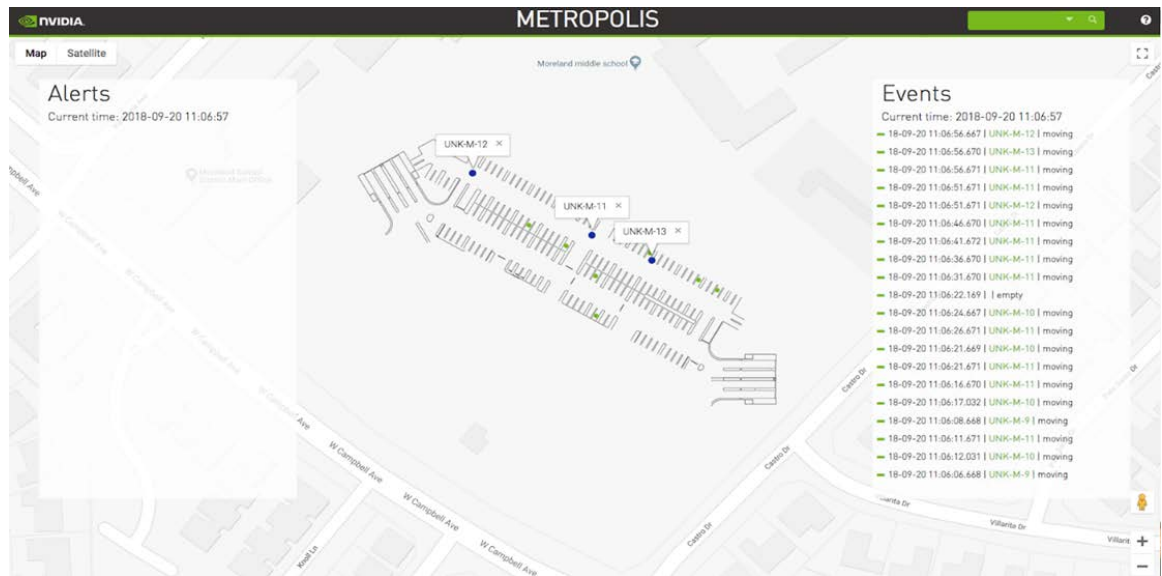 NVIDIA.
METROPOLIS
Map Satellite
Moreland middle school
Alerts
Current time: 2018-09-20 11:06:57
Events
Current time: 2018-09-20 11:06:57
18-09-20 11:06:56.667 | UNK-M-12 | moving
18-09-20 11:06:56.670 | UNK-M-13 | moving
18-09-20 11:06:56.671 | UNK-M-11 | moving
18-09-20 11:06:51.671 | UNK-M-11 | moving
18-09-20 11:06:51.671 | UNK-M-12 | moving
18-09-20 11:06:46.670 | UNK-M-11 | moving
18-09-20 11:06:41.672 | UNK-M-11 | moving
18-09-20 11:06:36.670 | UNK-M-11 | moving
18-09-20 11:06:31.670 | UNK-M-11 | moving
18-09-20 11:06:22.169 | | empty
18-09-20 11:06:24.667 | UNK-M-10 | moving
18-09-20 11:06:26.671 | UNK-M-11 | moving
18-09-20 11:06:21.669 | UNK-M-10 | moving
18-09-20 11:06:21.671 | UNK-M-11 | moving
18-09-20 11:06:16.670 | UNK-M-11 | moving
18-09-20 11:06:17.032 | UNK-M-10 | moving
18-09-20 11:06:08.668 | UNK-M-9 | moving
18-09-20 11:06:11.671 | UNK-M-11 | moving
18-09-20 11:06:12.031 | UNK-M-10 | moving
18-09-20 11:06:06.668 | UNK-M-9 | moving
UNK-M-12 ×
UNK-M-11 ×
UNK-M-13 ×
W Campbell Ave
W Campbell Ave
W Campbell Ave
W Campbell Ave
W Campbell Ave
W Campbell Ave
Knoll Ln
Castro Dr
Castro Dr
Castro Dr
Villarita Dr